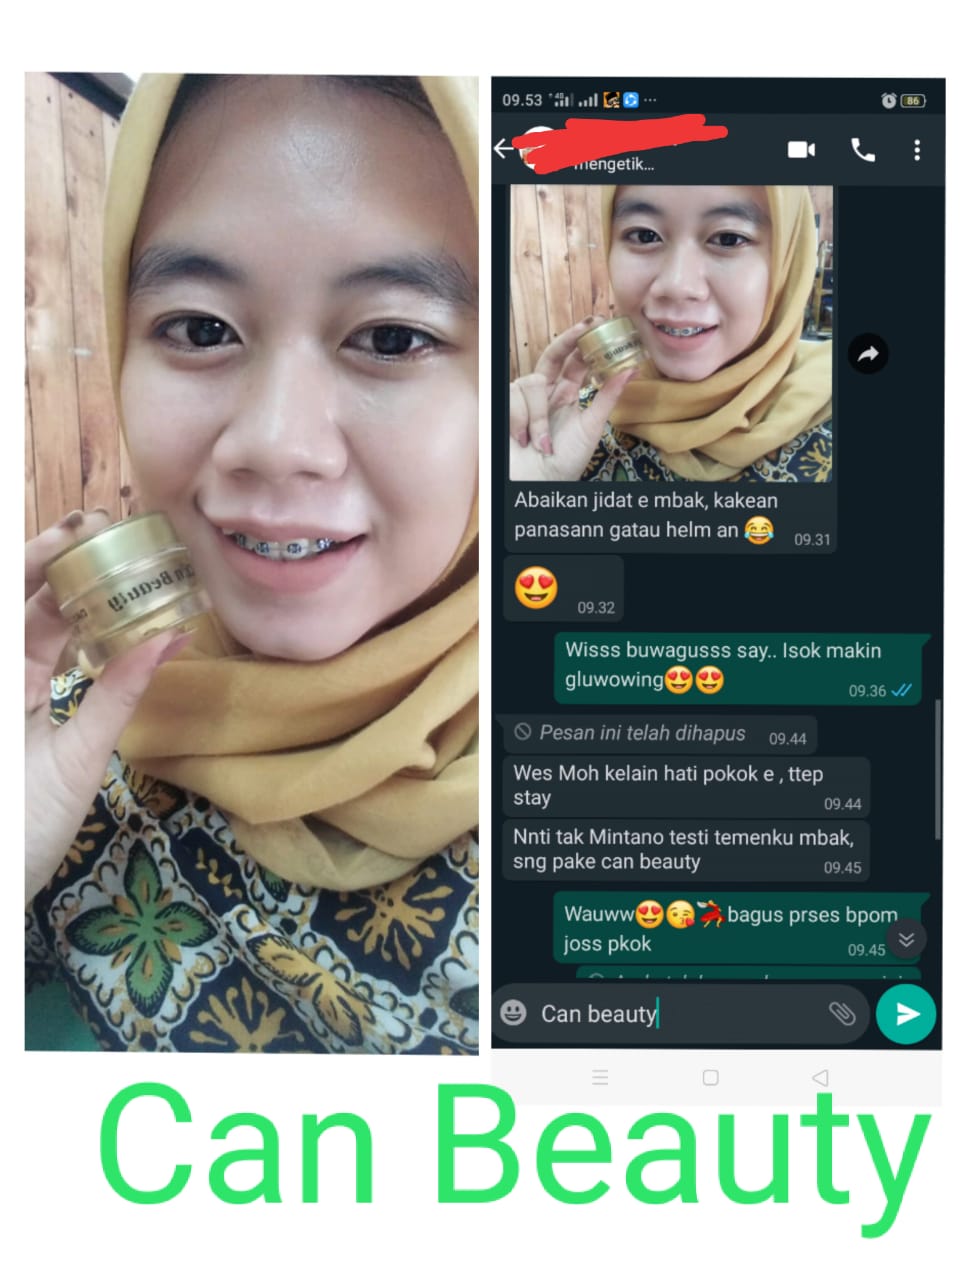 09.53
86
mengetik...
Can Beauty
Abaikan jidat e mbak, kakean
panasann gatau helm an 😂
09.31
😍
09.32
Wisss buwagusss say.. Isok makin
gluwowing😍😍
09.36
Pesan ini telah dihapus
09.44
Wes Moh kelain hati pokok e , ttep
stay
09.44
Nnti tak Mintano testi temenku mbak,
sng pake can beauty
09.45
Wauww😍😘💃bagus prses bpom
joss pkok
09.45
Can beauty
Can Beauty